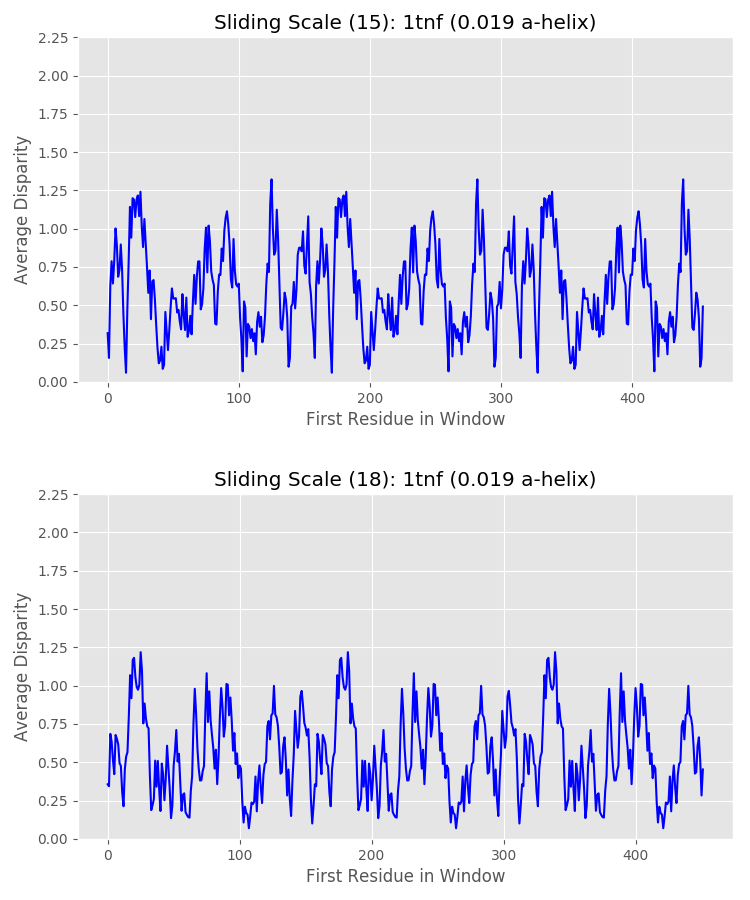 Sliding Scale (15): 1tnf (0.019 a-helix)
2.25
2.00
1.75
1.50
1.25
1.00
0.75
0.50
0.25
0.00
Average Disparity
0 100 200 300 400
First Residue in Window
Sliding Scale (18): 1tnf (0.019 a-helix)
2.25
2.00
1.75
1.50
1.25
1.00
0.75
0.50
0.25
0.00
Average Disparity
0 100 200 300 400
First Residue in Window